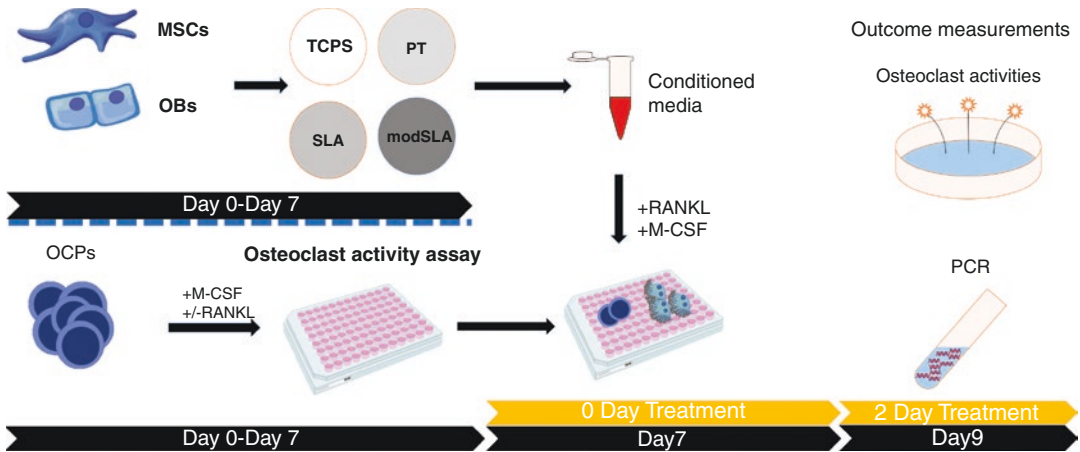 MSCs
OBs
TCPS
PT
SLA
modSLA
Conditioned
media
Outcome measurements
Osteoclast activities
Day 0-Day 7
+RANKL
+M-CSF
OCPs
+M-CSF
+/-RANKL
Osteoclast activity assay
PCR
0 Day Treatment
2 Day Treatment
Day 0-Day 7
Day7
Day9